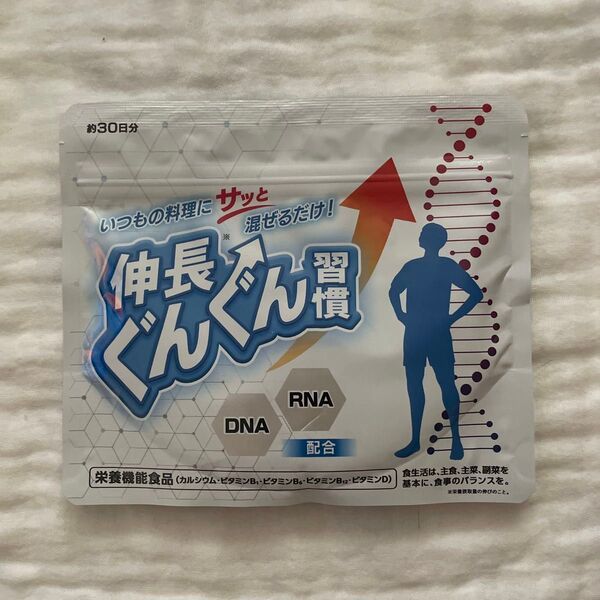 約30日分
いつもの料理に サッと 混ぜるだけ!
伸長※
ぐんぐん習慣
DNA
RNA
配合
栄養機能食品(カルシウム・ビタミンB₁・ビタミンB₆・ビタミンB₁₂・ビタミンD)
食生活は、主食、主菜、副菜を
基本に、食事のバランスを。
※栄養摂取量の伸びのこと。